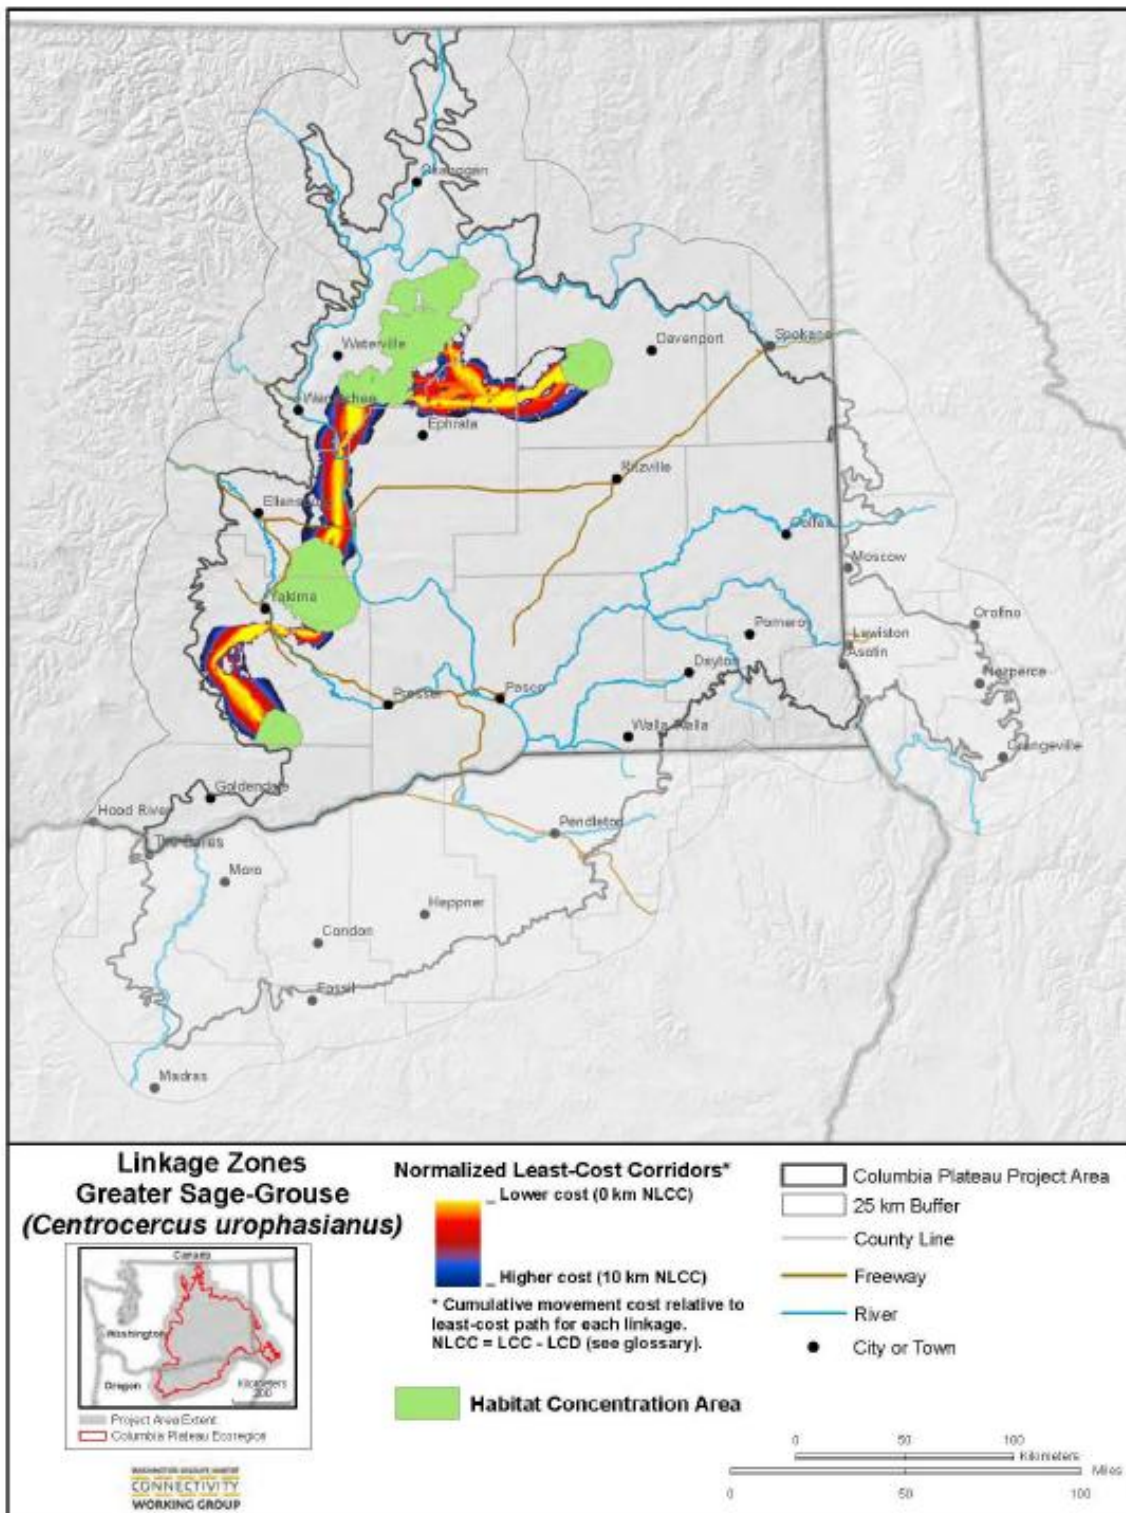 Okanogan
Waterville
Davenport
Spokane
Wenatchee
Ephrata
Ritzville
Colfax
Moscow
Yakima
Orofino
Pomeroy
Lewiston
Asotin
Dayton
Nezperce
Prosser
Pasco
Walla Walla
Grangeville
Goldendale
Hood River
The Dalles
Pendleton
Moro
Heppner
Condon
Fossil
Madras
Linkage Zones
Greater Sage-Grouse
(Centrocercus urophasianus)
Canada
Washington
Oregon
Kilometers
200
Project Area Extent
Columbia Plateau Ecoregion
WASHINGTON WILDLIFE HABITAT
CONNECTIVITY
WORKING GROUP
Normalized Least-Cost Corridors*
Lower cost (0 km NLCC)
Higher cost (10 km NLCC)
* Cumulative movement cost relative to
least-cost path for each linkage.
NLCC = LCC - LCD (see glossary).
Habitat Concentration Area
Columbia Plateau Project Area
25 km Buffer
County Line
Freeway
River
City or Town
0 50 100
Kilometers
Miles
0 50 100